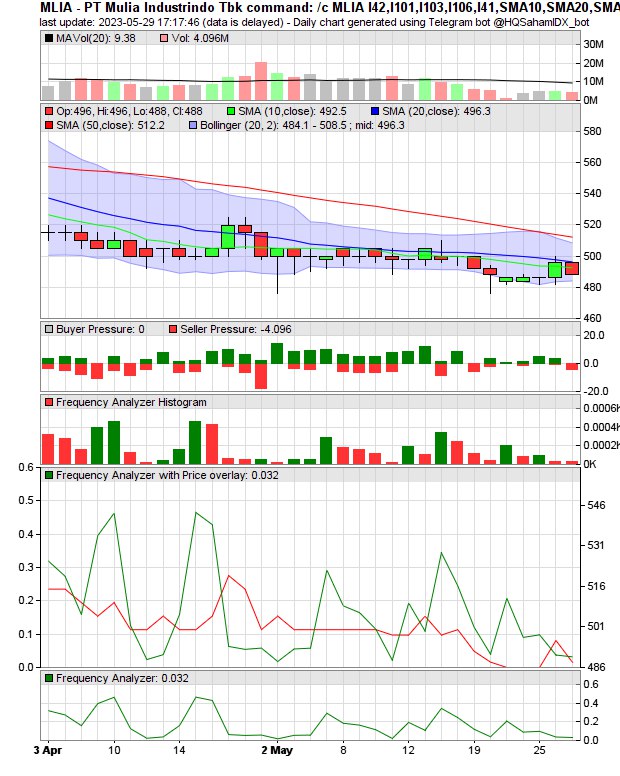 MLIA - PT Mulia Industrindo Tbk command: /c MLIA I42,I101,I103,I106,I41,SMA10,SMA20,SMA
last update: 2023-05-29 17:17:46 (data is delayed) - Daily chart generated using Telegram bot @HQSahamIDX_bot
MAVol(20): 9.38 Vol: 4.096M
30M
20M
10M
0M
Op:496, Hi:496, Lo:488, Cl:488 SMA (10,close): 492.5 SMA (20,close): 496.3
SMA (50,close): 512.2 Bollinger (20, 2): 484.1 - 508.5 ; mid: 496.3
580
560
540
520
500
480
460
Buyer Pressure: 0 Seller Pressure: -4.096
20.0
0.0
-20.0
Frequency Analyzer Histogram
0.0006K
0.0004K
0.0002K
0K
Frequency Analyzer with Price overlay: 0.032
0.6
0.5
0.4
0.3
0.2
0.1
0.0
546
531
516
501
486
Frequency Analyzer: 0.032
0.6
0.4
0.2
0.0
3 Apr 10 14 2 May 8 12 19 25